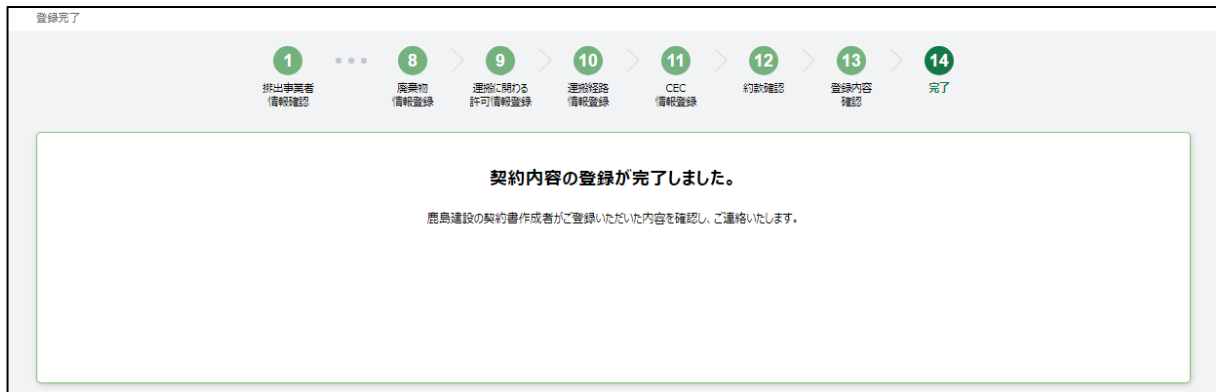 登録完了
1 8 9 10 11 12 13 14
排出事業者 廃棄物 運搬に関わる 運搬経路 CEC 約款確認 登録内容 完了
情報確認 情報登録 許可情報登録 情報登録 情報登録 確認
契約内容の登録が完了しました。
鹿島建設の契約書作成者がご登録いただいた内容を確認し、ご連絡いたします。